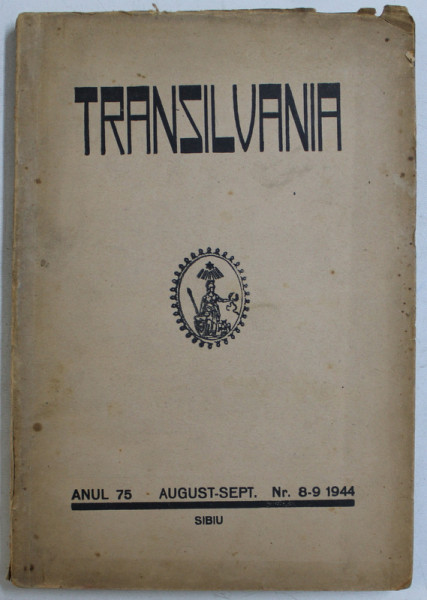 TRANSILVANIA
ANUL 75 AUGUST-SEPT. Nr. 8-9 1944
SIBIU